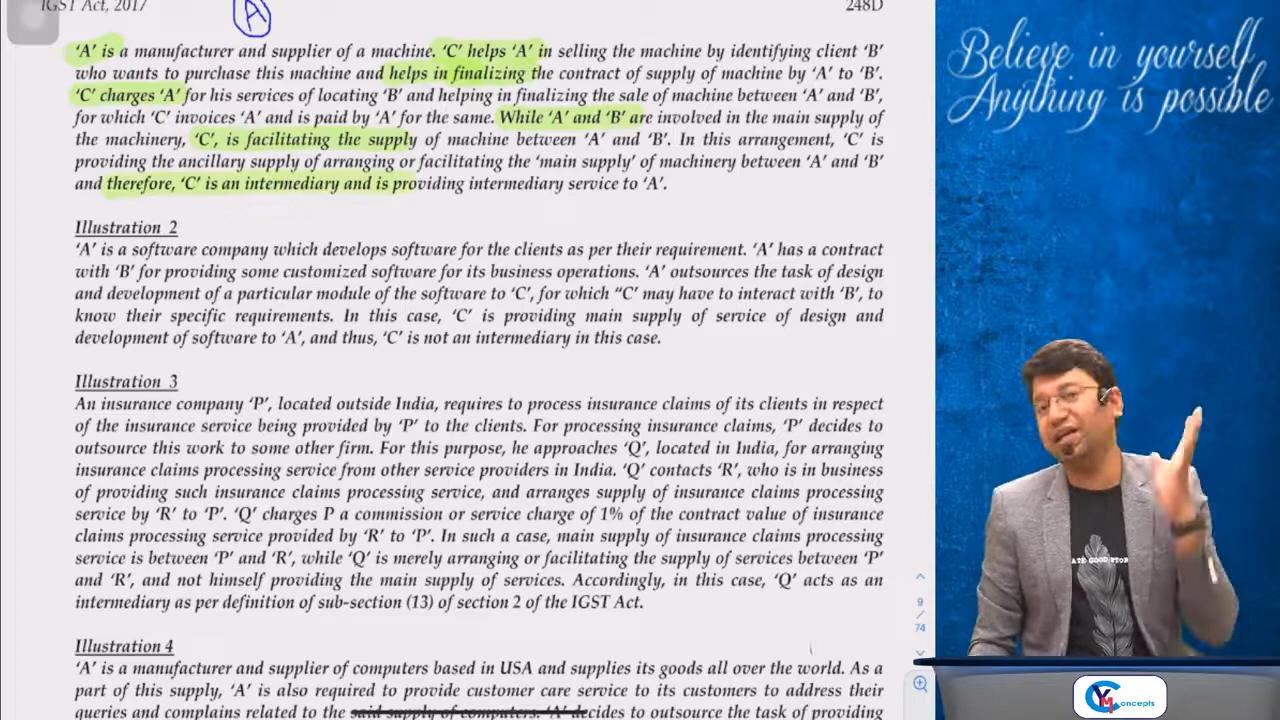 IGST Act, 2017
248D
A
'A' is a manufacturer and supplier of a machine. 'C' helps 'A' in selling the machine by identifying client 'B'
who wants to purchase this machine and helps in finalizing the contract of supply of machine by 'A' to 'B'.
'C' charges 'A' for his services of locating 'B' and helping in finalizing the sale of machine between 'A' and 'B',
for which 'C' invoices 'A' and is paid by 'A' for the same. While 'A' and 'B' are involved in the main supply of
the machinery, 'C', is facilitating the supply of machine between 'A' and 'B'. In this arrangement, 'C' is
providing the ancillary supply of arranging or facilitating the 'main supply' of machinery between 'A' and 'B'
and therefore, 'C' is an intermediary and is providing intermediary service to 'A'.
Illustration 2
'A' is a software company which develops software for the clients as per their requirement. 'A' has a contract
with 'B' for providing some customized software for its business operations. 'A' outsources the task of design
and development of a particular module of the software to 'C', for which "C' may have to interact with 'B', to
know their specific requirements. In this case, 'C' is providing main supply of service of design and
development of software to 'A', and thus, 'C' is not an intermediary in this case.
Illustration 3
An insurance company 'P', located outside India, requires to process insurance claims of its clients in respect
of the insurance service being provided by 'P' to the clients. For processing insurance claims, 'P' decides to
outsource this work to some other firm. For this purpose, he approaches 'Q', located in India, for arranging
insurance claims processing service from other service providers in India. 'Q' contacts 'R', who is in business
of providing such insurance claims processing service, and arranges supply of insurance claims processing
service by 'R' to 'P'. 'Q' charges P a commission or service charge of 1% of the contract value of insurance
claims processing service provided by 'R' to 'P'. In such a case, main supply of insurance claims processing
service is between 'P' and 'R', while 'Q' is merely arranging or facilitating the supply of services between 'P'
and 'R', and not himself providing the main supply of services. Accordingly, in this case, 'Q' acts as an
intermediary as per definition of sub-section (13) of section 2 of the IGST Act.
Illustration 4
'A' is a manufacturer and supplier of computers based in USA and supplies its goods all over the world. As a
part of this supply, 'A' is also required to provide customer care service to its customers to address their
queries and complains related to the said supply of computers. 'A' decides to outsource the task of providing
9
/
74
Believe in yourself
Anything is possible
GOOD STOR
YM Concepts